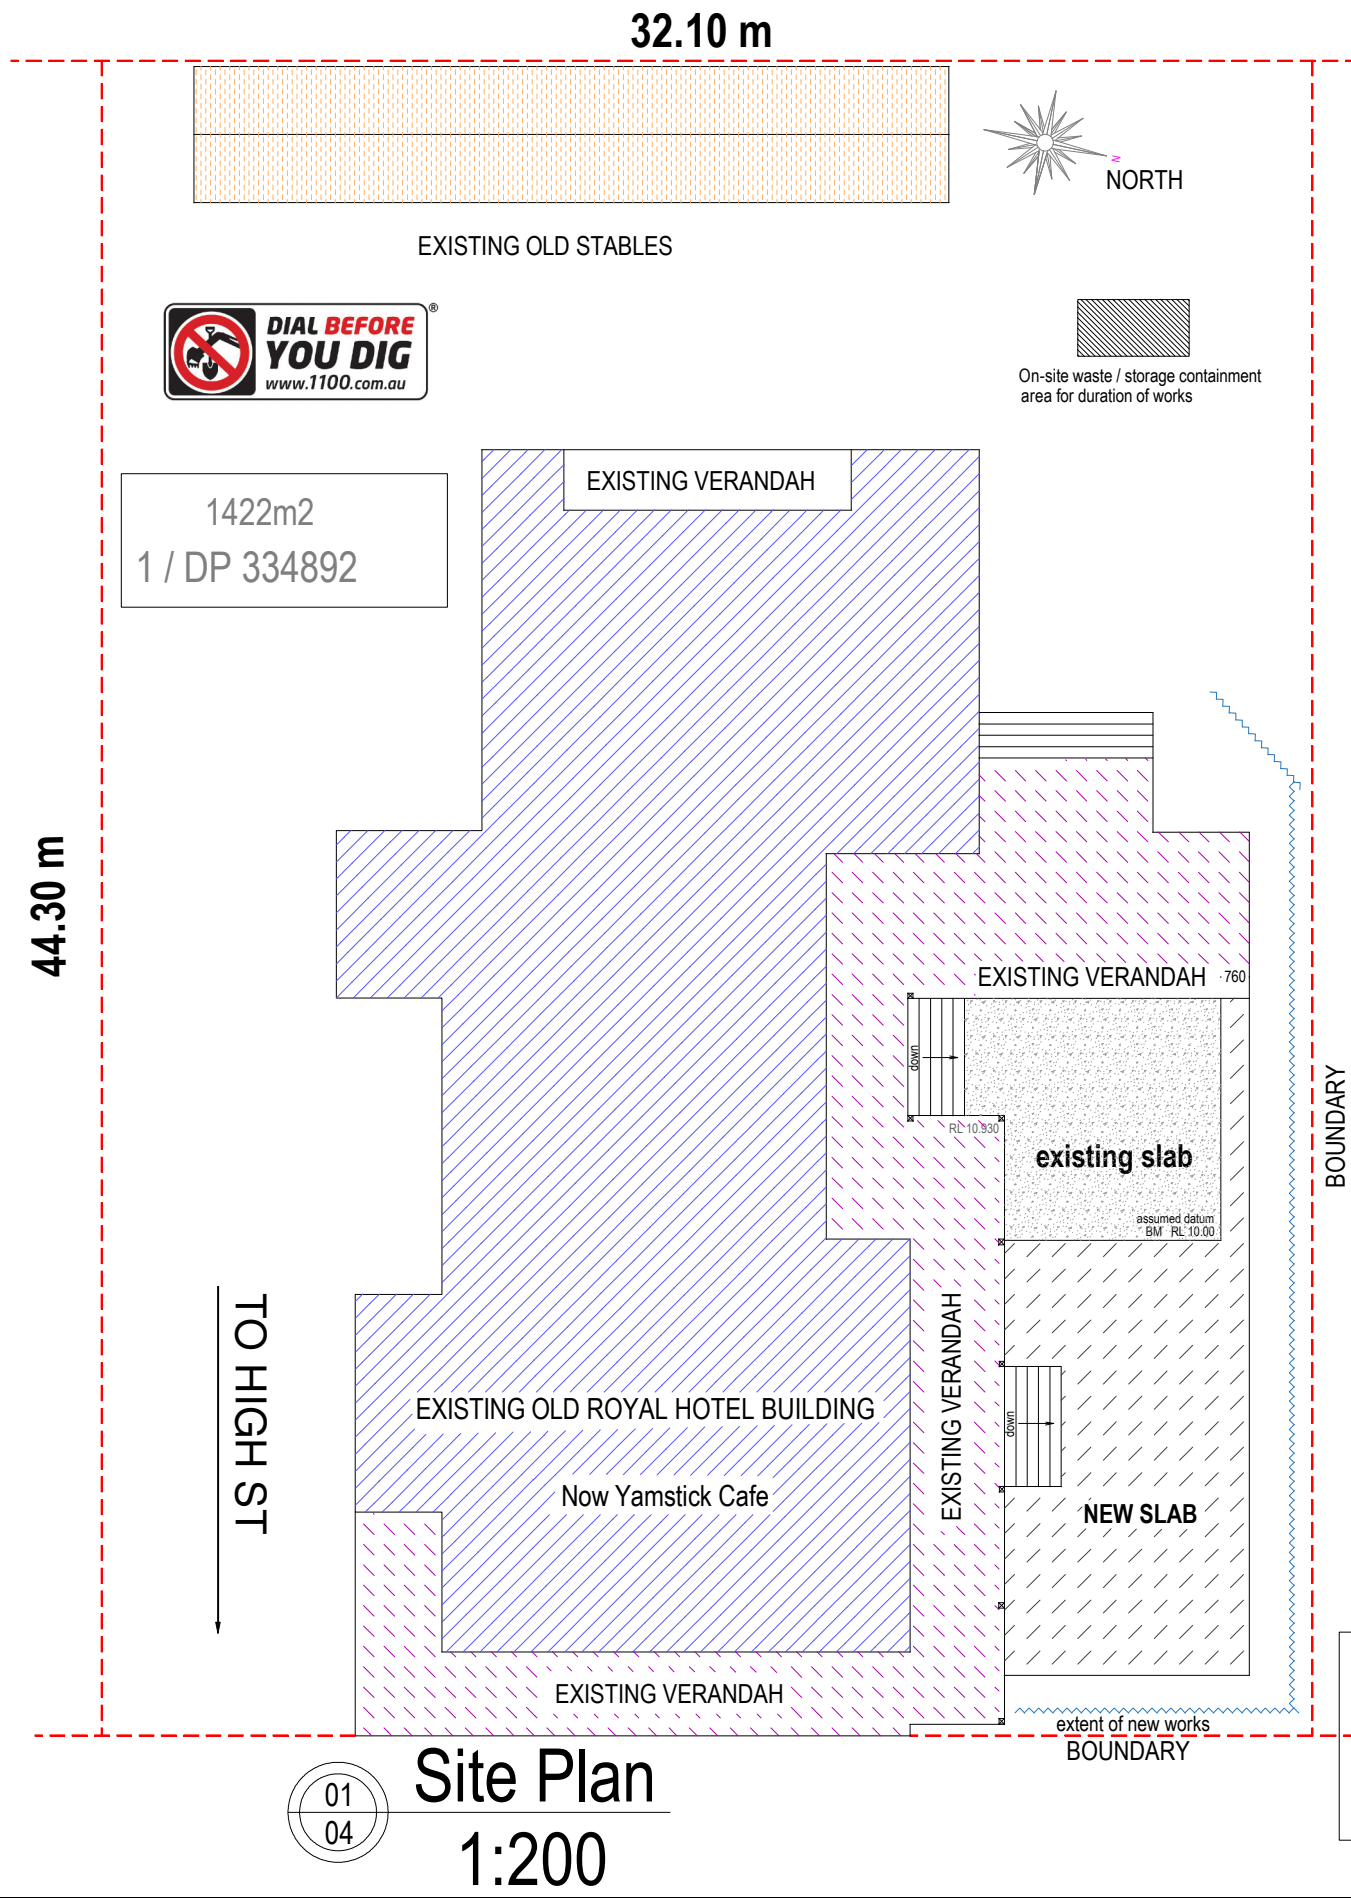 32.10 m
N
NORTH
EXISTING OLD STABLES
DIAL BEFORE®
YOU DIG
www.1100.com.au
On-site waste / storage containment
area for duration of works
EXISTING VERANDAH
1422m2
1 / DP 334892
44.30 m
EXISTING VERANDAH
760
down
RL 10.930
existing slab
assumed datum
BM RL 10.00
BOUNDARY
TO HIGH ST
EXISTING VERANDAH
EXISTING OLD ROYAL HOTEL BUILDING
down
Now Yamstick Cafe
NEW SLAB
EXISTING VERANDAH
extent of new works
BOUNDARY
01
04
Site Plan
1:200